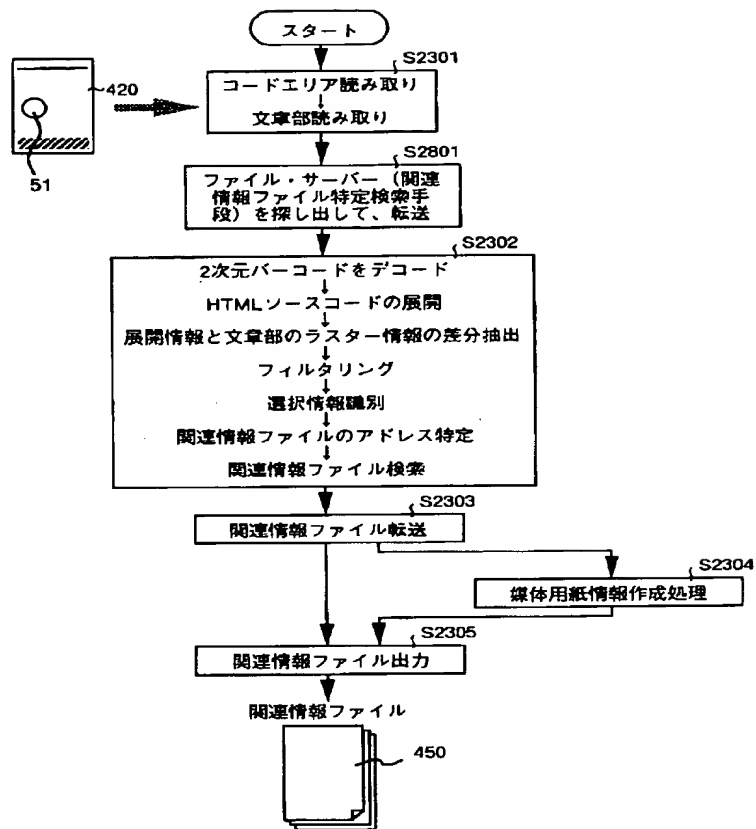 スタート
S2301
420
コードエリア読み取り
文章部読み取り
51
S2801
ファイル・サーバー（関連
情報ファイル特定検索手
段）を探し出して、転送
S2302
2次元バーコードをデコード
HTMLソースコードの展開
展開情報と文章部のラスター情報の差分抽出
フィルタリング
選択情報識別
関連情報ファイルのアドレス特定
関連情報ファイル検索
S2303
関連情報ファイル転送
S2304
媒体用紙情報作成処理
S2305
関連情報ファイル出力
関連情報ファイル
450